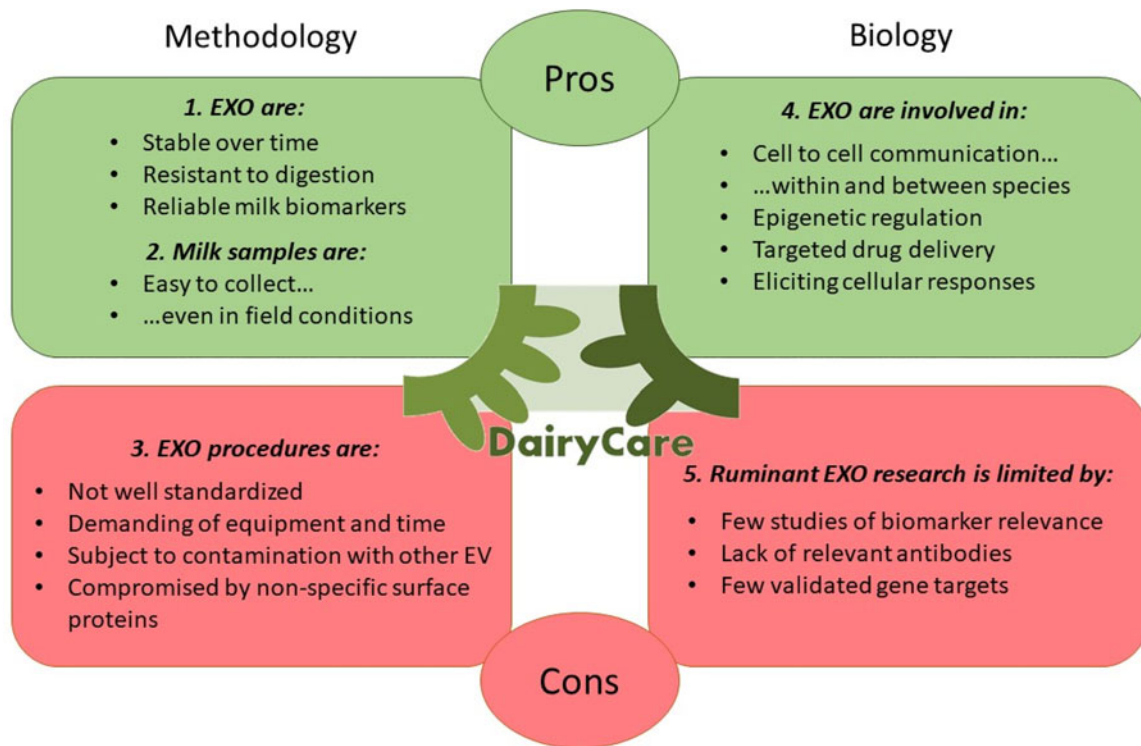 Methodology
Pros
Biology
1. EXO are:
• Stable over time
• Resistant to digestion
• Reliable milk biomarkers
2. Milk samples are:
• Easy to collect…
• …even in field conditions
4. EXO are involved in:
• Cell to cell communication…
• …within and between species
• Epigenetic regulation
• Targeted drug delivery
• Eliciting cellular responses
DairyCare
3. EXO procedures are:
• Not well standardized
• Demanding of equipment and time
• Subject to contamination with other EV
• Compromised by non-specific surface
proteins
5. Ruminant EXO research is limited by:
• Few studies of biomarker relevance
• Lack of relevant antibodies
• Few validated gene targets
Cons